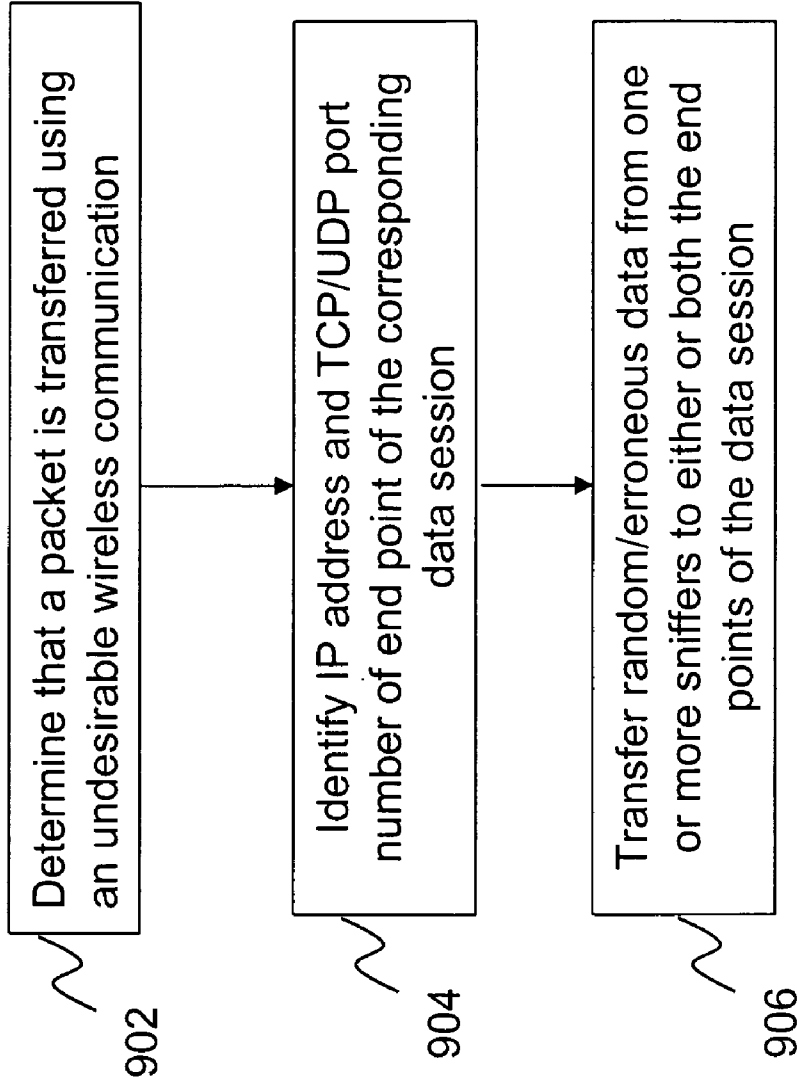 Determine that a packet is transferred using
an undesirable wireless communication
902
Identify IP address and TCP/UDP port
number of end point of the corresponding
data session
904
Transfer random/erroneous data from one
or more sniffers to either or both the end
points of the data session
906